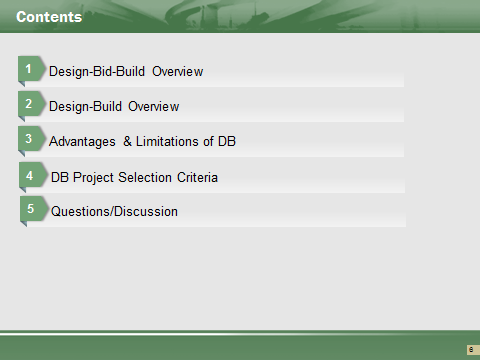 Contents
1 Design-Bid-Build Overview
2 Design-Build Overview
3 Advantages & Limitations of DB
4 DB Project Selection Criteria
5 Questions/Discussion
6